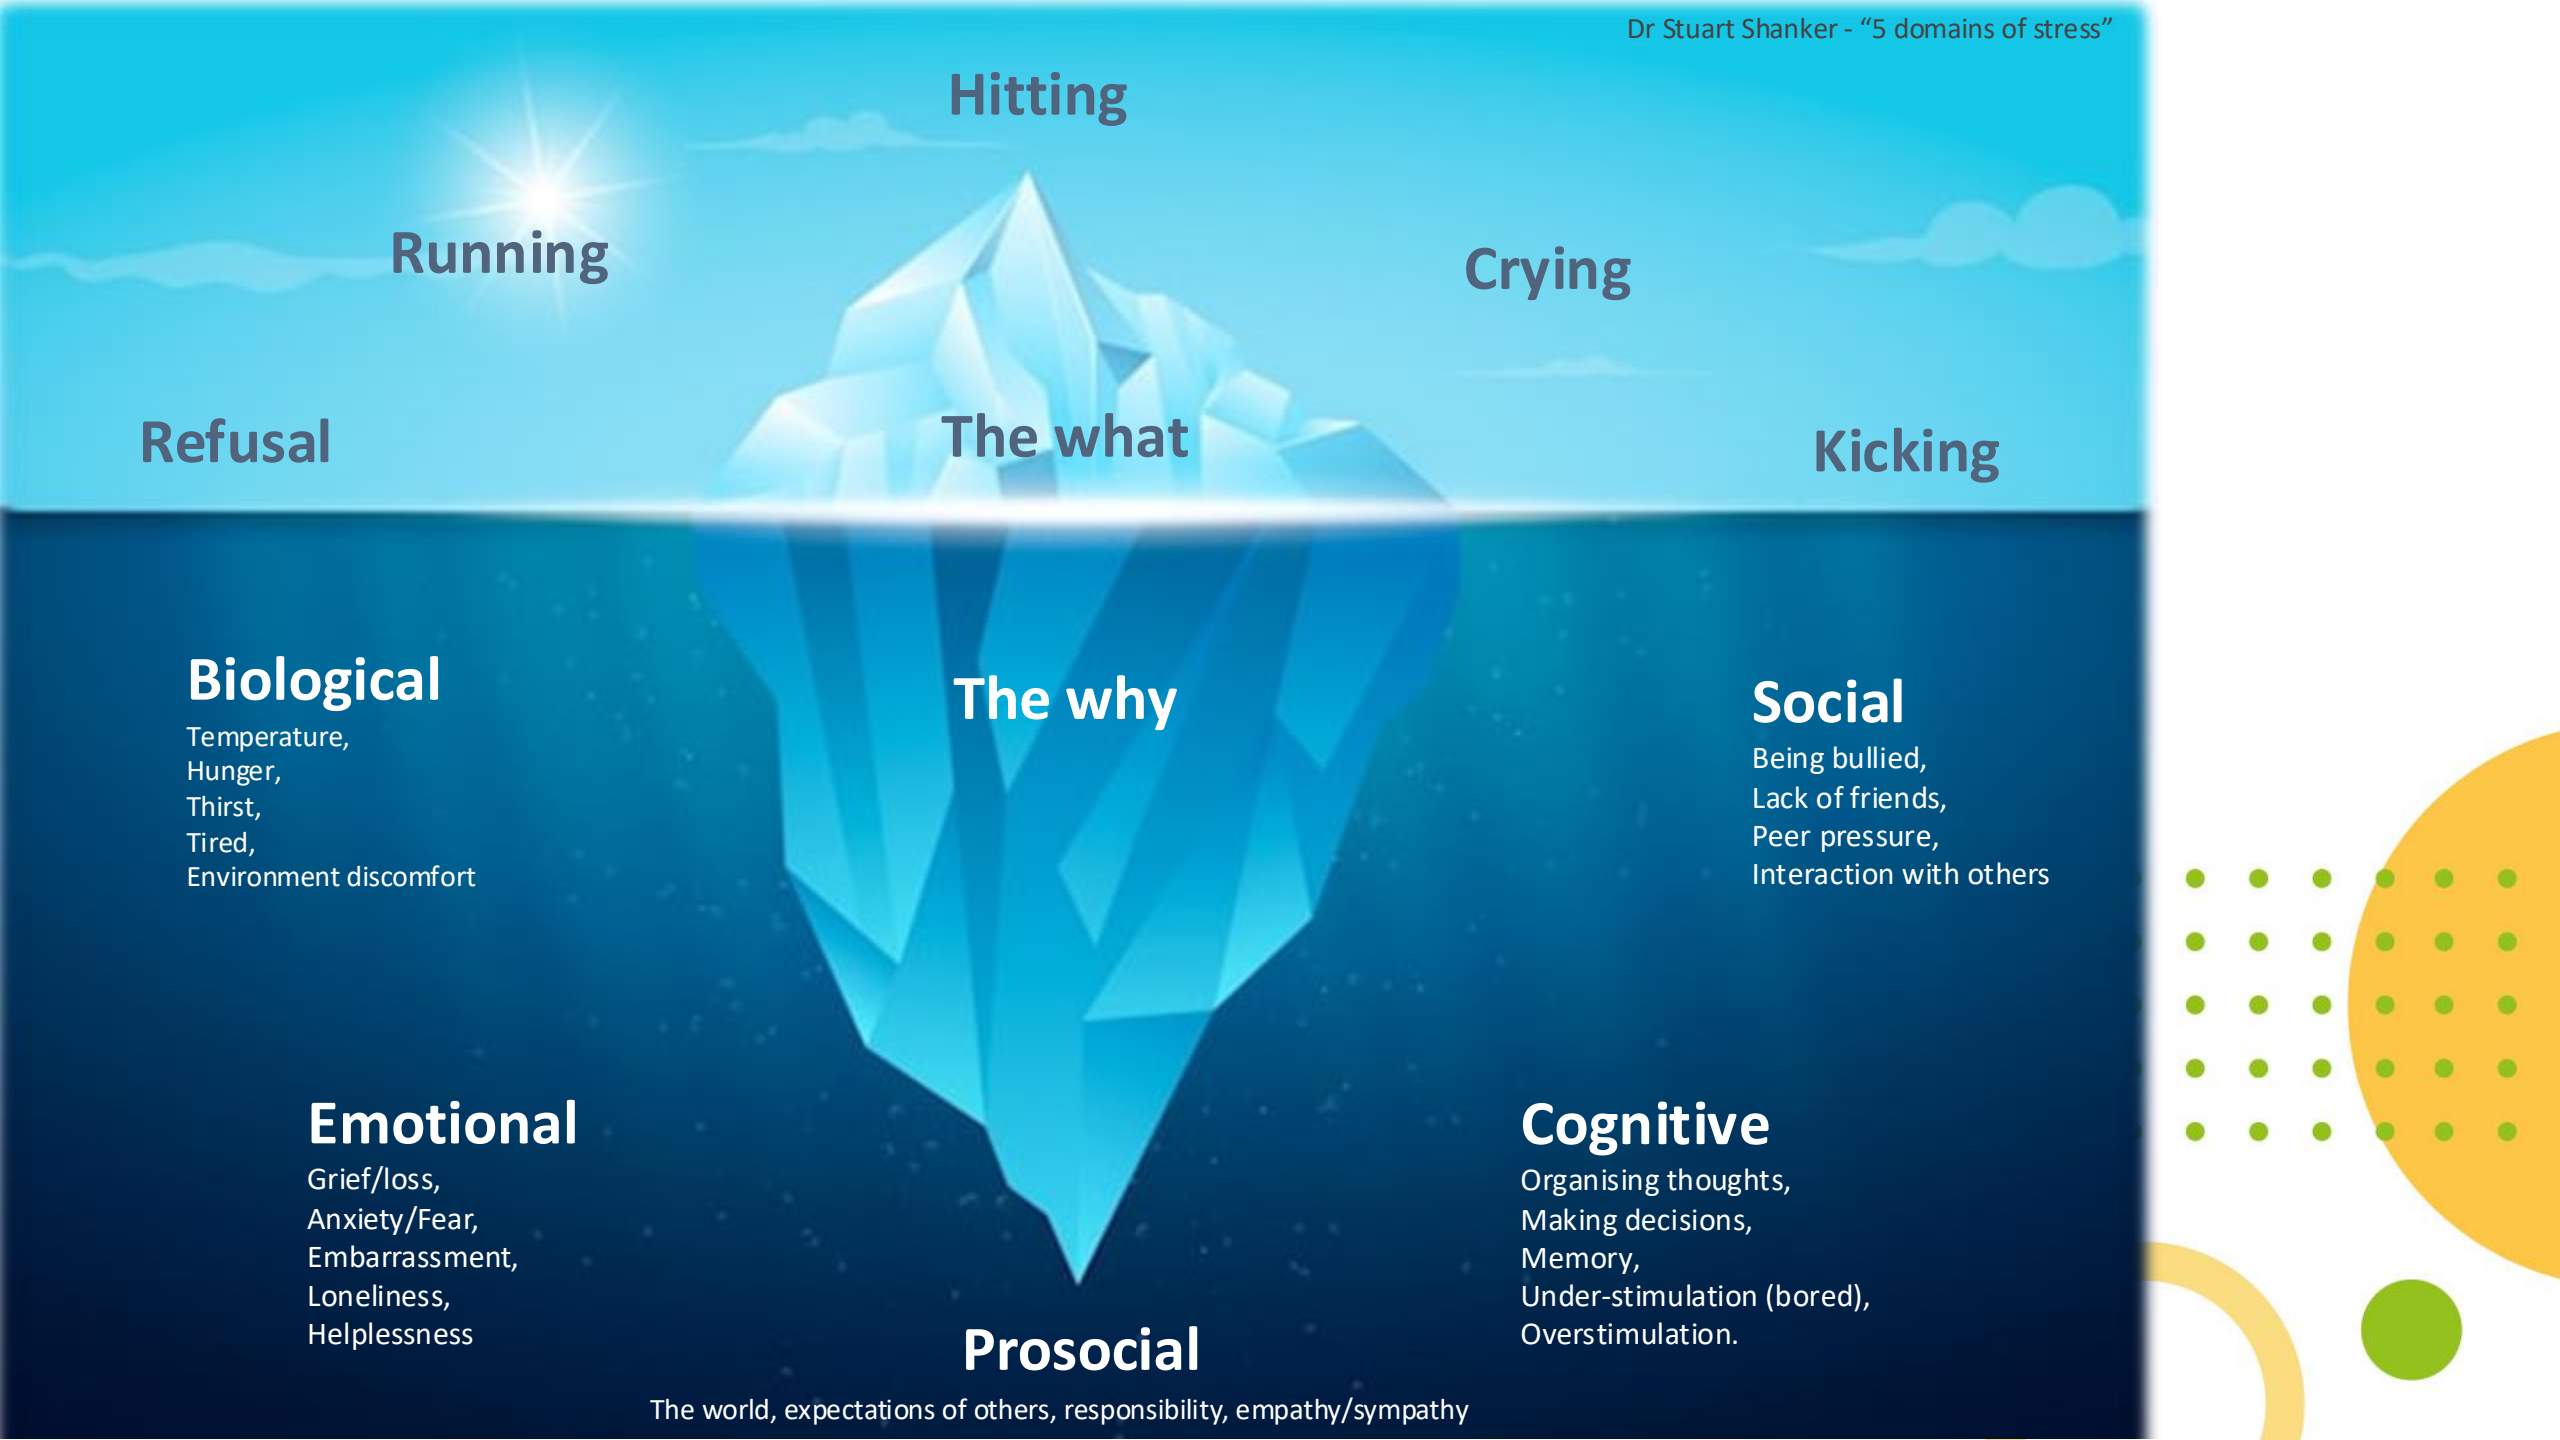 Dr Stuart Shanker - “5 domains of stress”
Hitting
Running
Crying
Refusal
The what
Kicking
The why
Biological
Temperature,
Hunger,
Thirst,
Tired,
Environment discomfort
Social
Being bullied,
Lack of friends,
Peer pressure,
Interaction with others
Emotional
Grief/loss,
Anxiety/Fear,
Embarrassment,
Loneliness,
Helplessness
Cognitive
Organising thoughts,
Making decisions,
Memory,
Under-stimulation (bored),
Overstimulation.
Prosocial
The world, expectations of others, responsibility, empathy/sympathy